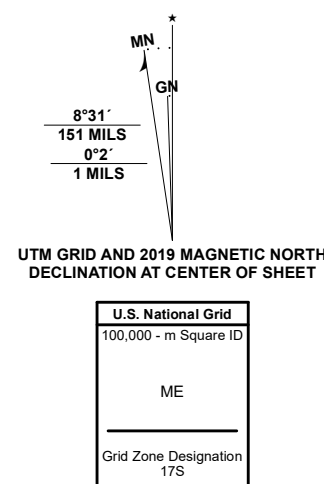 ★
MN
GN
8°31´
151 MILS
0°2´
1 MILS
UTM GRID AND 2019 MAGNETIC NORTH
DECLINATION AT CENTER OF SHEET
U.S. National Grid
100,000 - m Square ID
ME
Grid Zone Designation
17S